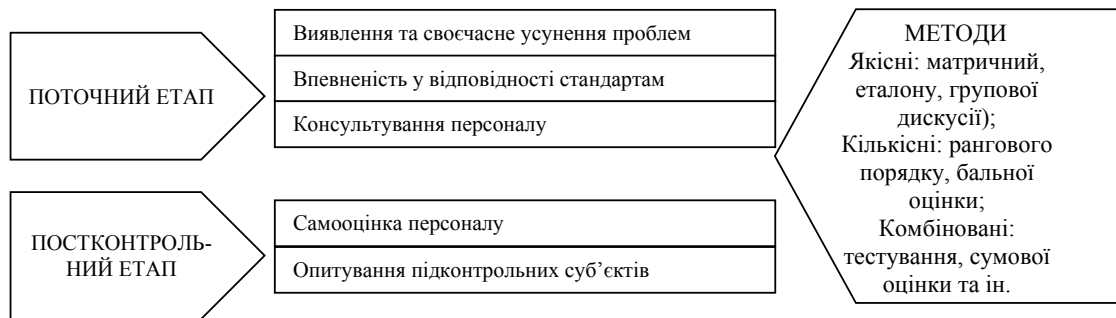 ПОТОЧНИЙ ЕТАП
Виявлення та своєчасне усунення проблем
Впевненість у відповідності стандартам
Консультування персоналу
ПОСТКОНТРОЛЬ-
НИЙ ЕТАП
Самооцінка персоналу
Опитування підконтрольних суб’єктів
МЕТОДИ
Якісні: матричний,
еталону, групової
дискусії);
Кількісні: рангового
порядку, бальної
оцінки;
Комбіновані:
тестування, сумової
оцінки та ін.